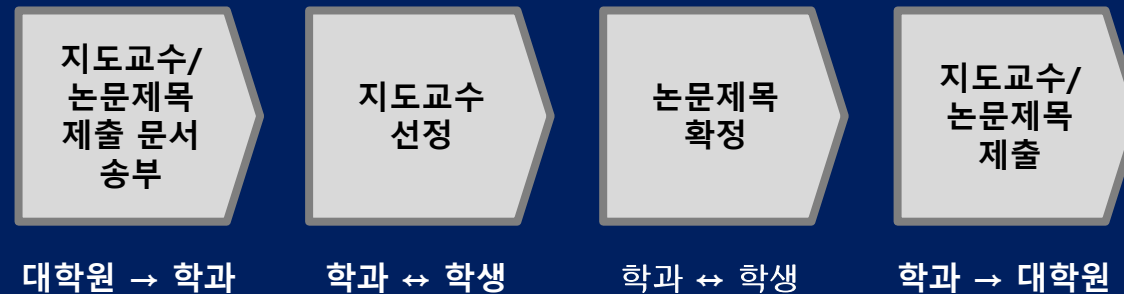 지도교수/
논문제목
제출 문서
송부
지도교수
선정
논문제목
확정
지도교수/
논문제목
제출
대학원 → 학과
학과 ↔ 학생
학과 ↔ 학생
학과 → 대학원